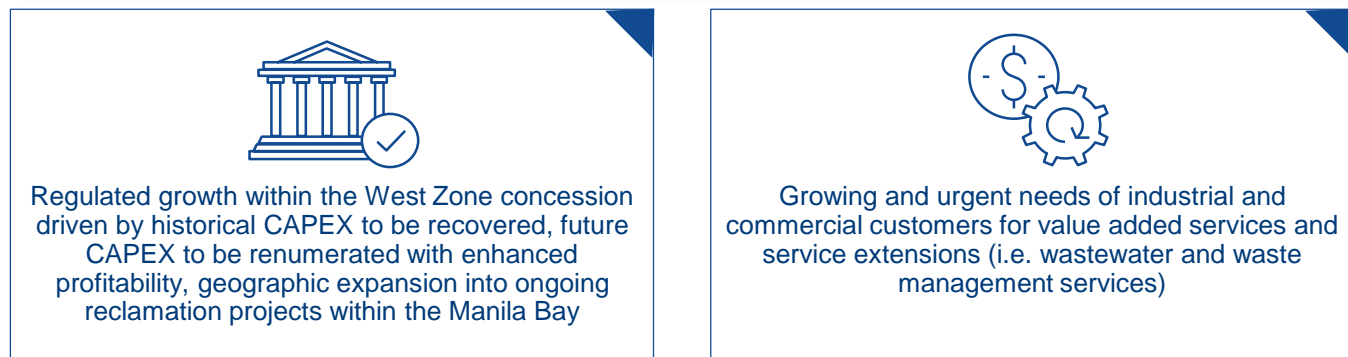 Regulated growth within the West Zone concession
driven by historical CAPEX to be recovered, future
CAPEX to be renumerated with enhanced
profitability, geographic expansion into ongoing
reclamation projects within the Manila Bay
$
Growing and urgent needs of industrial and
commercial customers for value added services and
service extensions (i.e. wastewater and waste
management services)